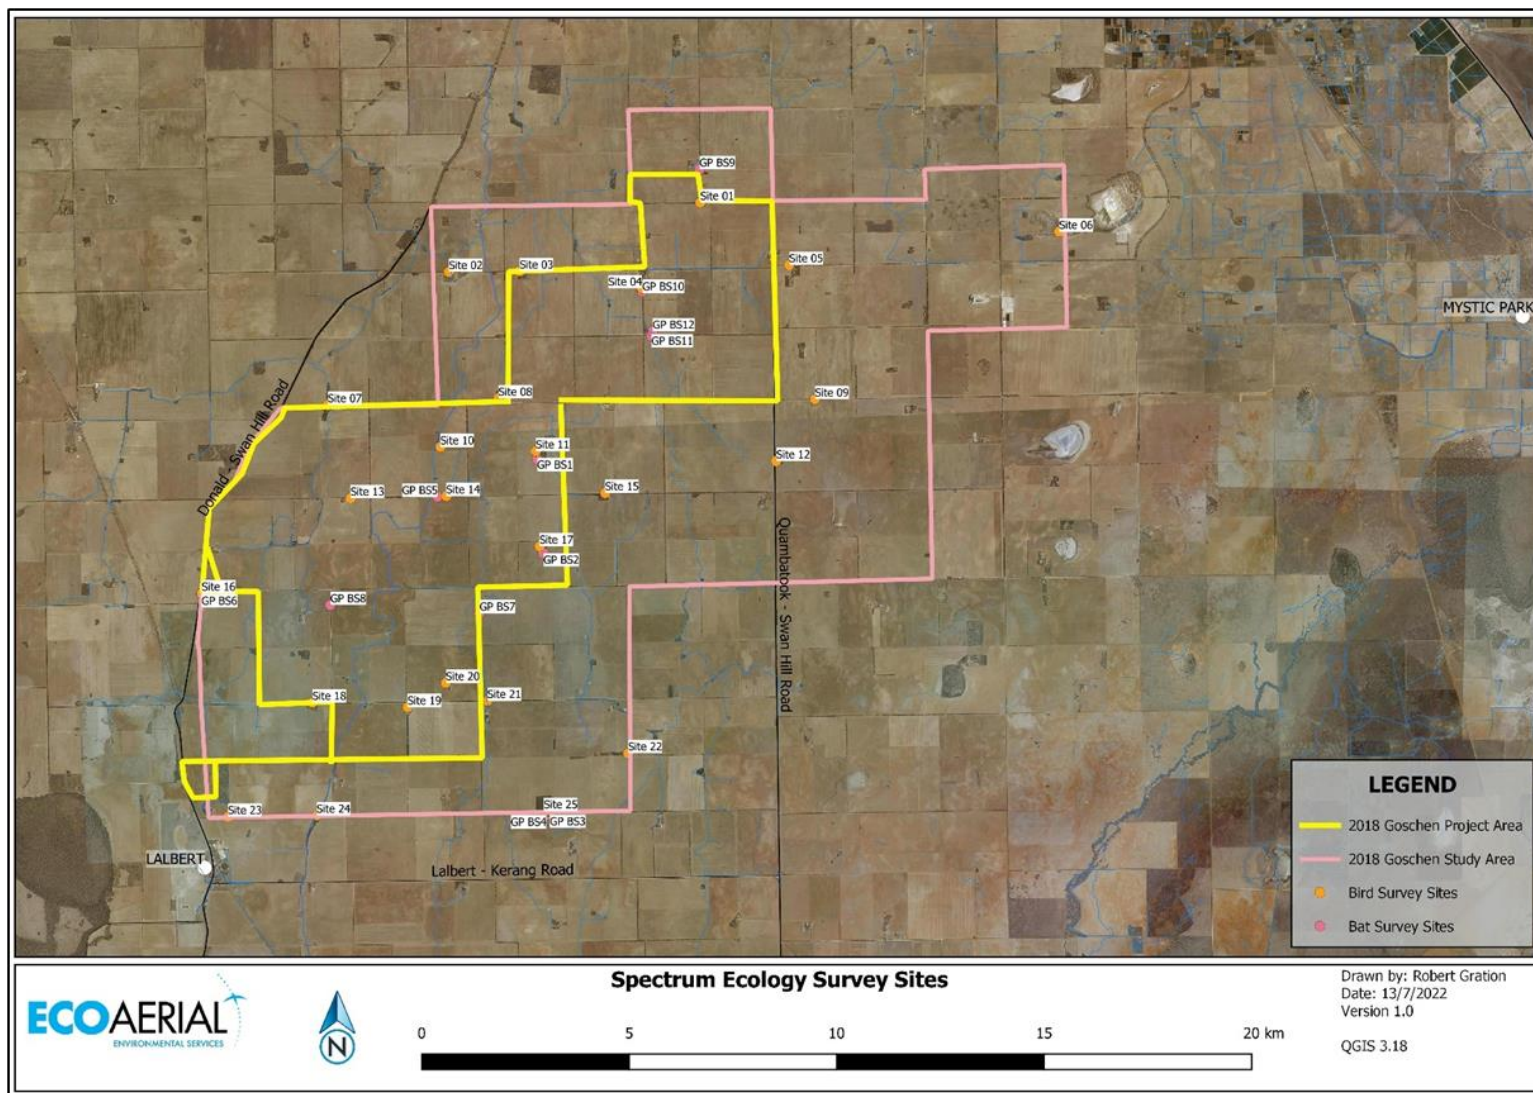 GP BS9
Site 01
Site 06
Site 02
Site 03
Site 05
Site 04
GP BS10
MYSTIC PARK
GP BS12
GP BS11
Site 07
Site 08
Site 09
Donald - Swan Hill Road
Site 10
Site 11
GP BS1
Site 12
Site 13
GP BS5
Site 14
Site 15
Quambatook - Swan Hill Road
Site 17
GP BS2
Site 16
GP BS6
GP BS8
GP BS7
Site 20
Site 18
Site 19
Site 21
Site 22
Site 23
Site 24
Site 25
GP BS4
GP BS3
LALBERT
Lalbert - Kerang Road
LEGEND
2018 Goschen Project Area
2018 Goschen Study Area
Bird Survey Sites
Bat Survey Sites
ECOAERIAL
ENVIRONMENTAL SERVICES
N
Spectrum Ecology Survey Sites
0 5 10 15 20 km
Drawn by: Robert Gration
Date: 13/7/2022
Version 1.0
QGIS 3.18